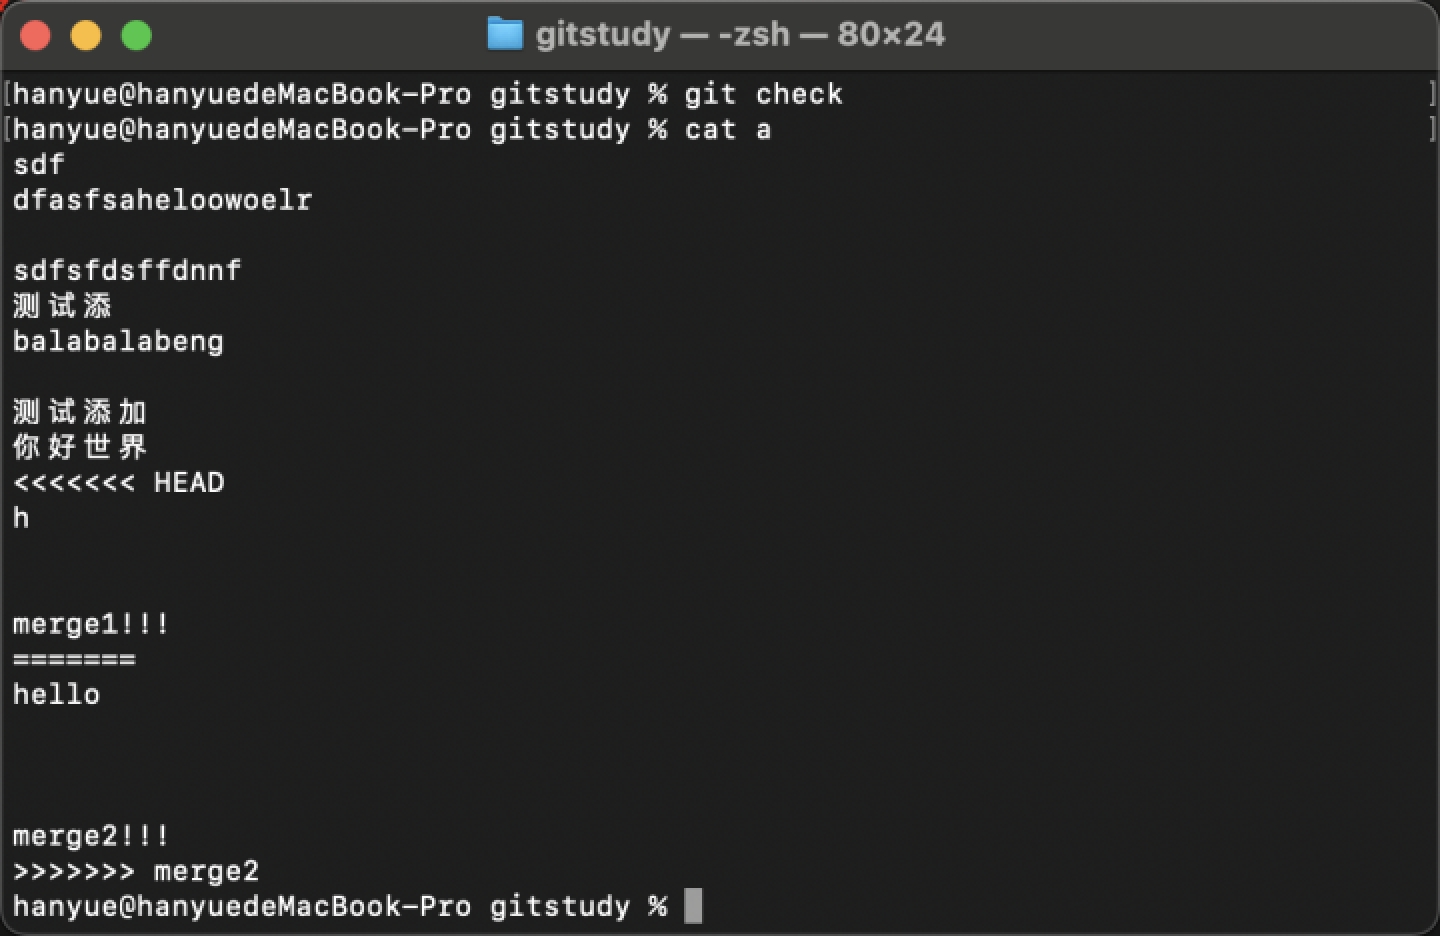 gitstudy — -zsh — 80×24
[hanyue@hanyuedeMacBook-Pro gitstudy % git check ]
[hanyue@hanyuedeMacBook-Pro gitstudy % cat a ]
sdf
dfasfsaheloowoelr
sdfsfdsffdnnf
测试添
balabalabeng
测试添加
你好世界
<<<<<<< HEAD
h
merge1!!!
=======
hello
merge2!!!
>>>>>>> merge2
hanyue@hanyuedeMacBook-Pro gitstudy %